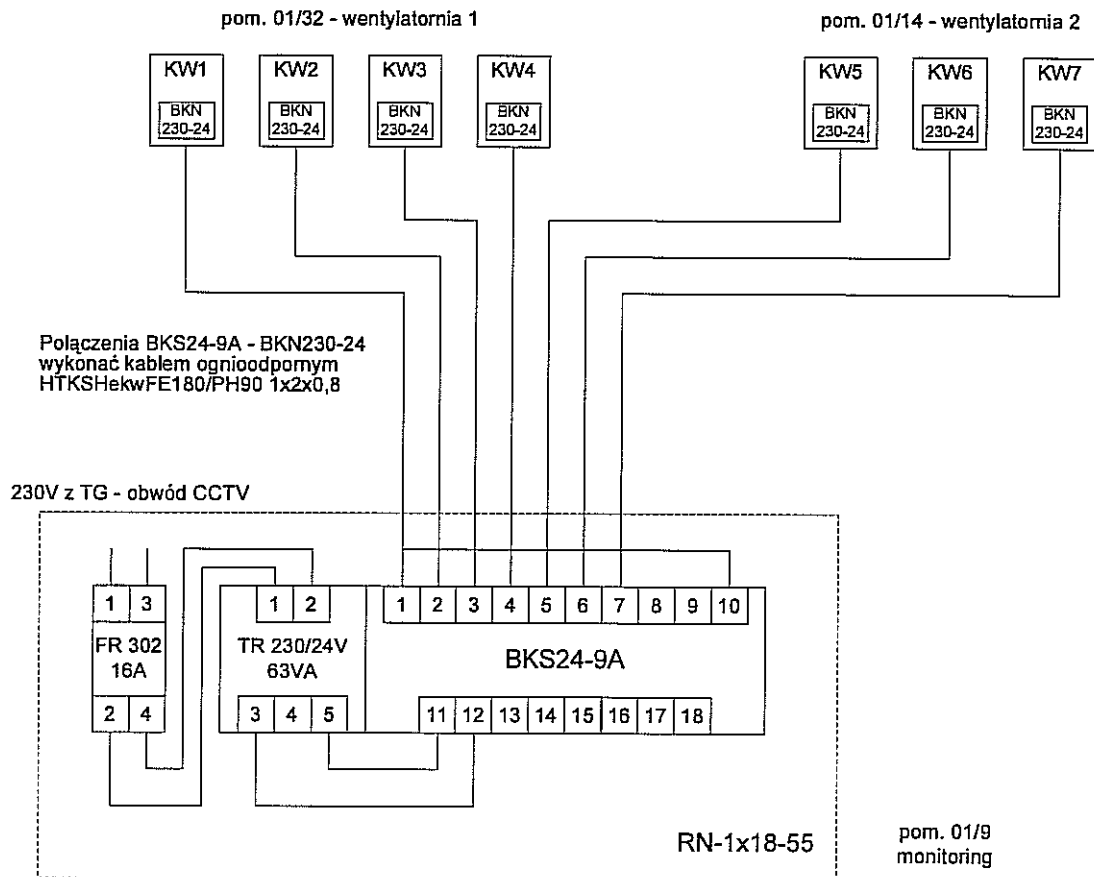 pom. 01/32 - wentylatornia 1
pom. 01/14 - wentylatornia 2
KW1
KW2
KW3
KW4
KW5
KW6
KW7
BKN
230-24
BKN
230-24
BKN
230-24
BKN
230-24
BKN
230-24
BKN
230-24
BKN
230-24
Połączenia BKS24-9A - BKN230-24
wykonać kablem ognioodpornym
HTKSHekwFE180/PH90 1x2x0,8
230V z TG - obwód CCTV
1 3
FR 302
16A
2 4
1 2
TR 230/24V
63VA
3 4 5
1 2 3 4 5 6 7 8 9 10
BKS24-9A
11 12 13 14 15 16 17 18
RN-1x18-55
pom. 01/9
monitoring